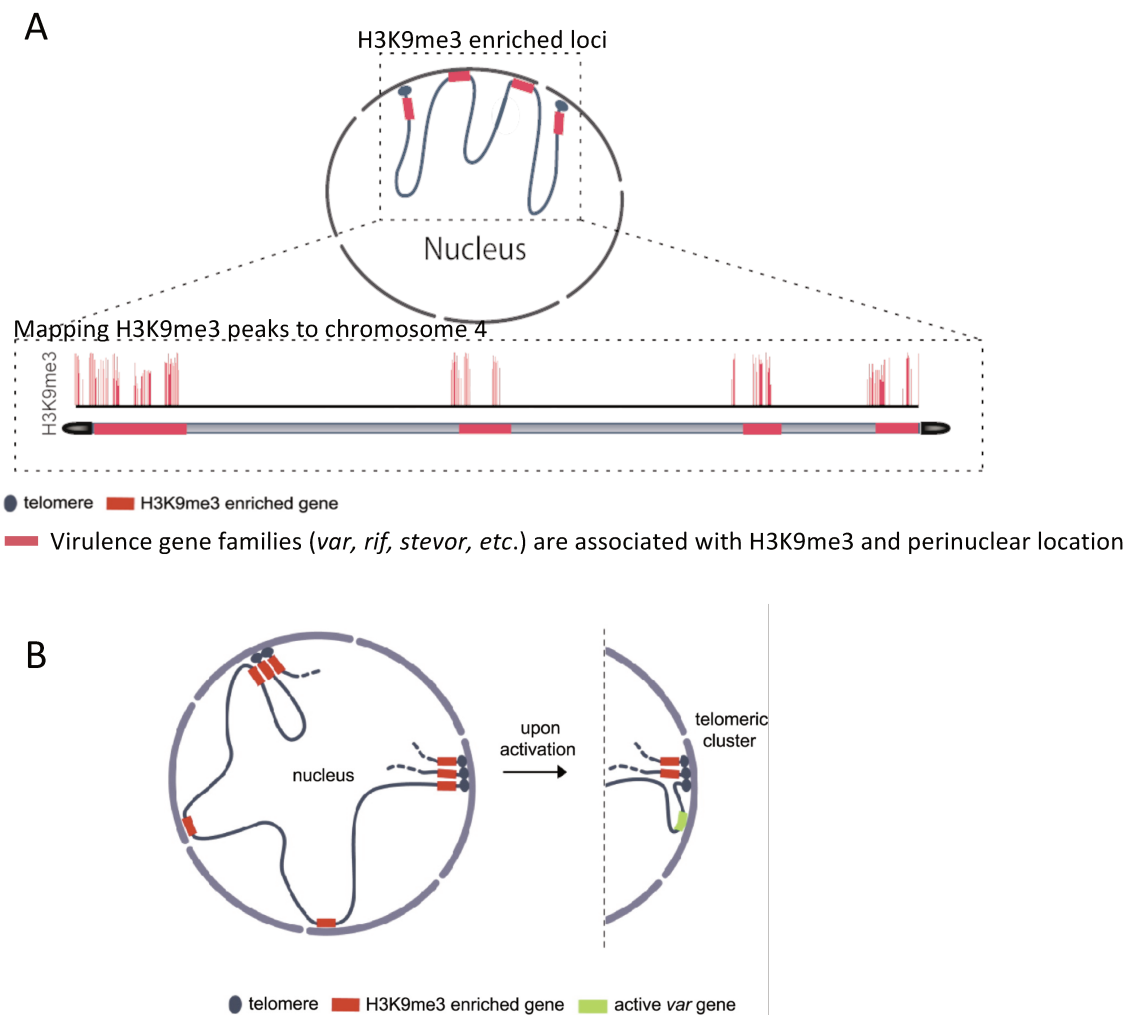 A
H3K9me3 enriched loci
Nucleus
Mapping H3K9me3 peaks to chromosome 4
H3K9me3
telomere H3K9me3 enriched gene
Virulence gene families (var, rif, stevor, etc.) are associated with H3K9me3 and perinuclear location
B
nucleus
upon
activation
telomeric
cluster
telomere H3K9me3 enriched gene active var gene